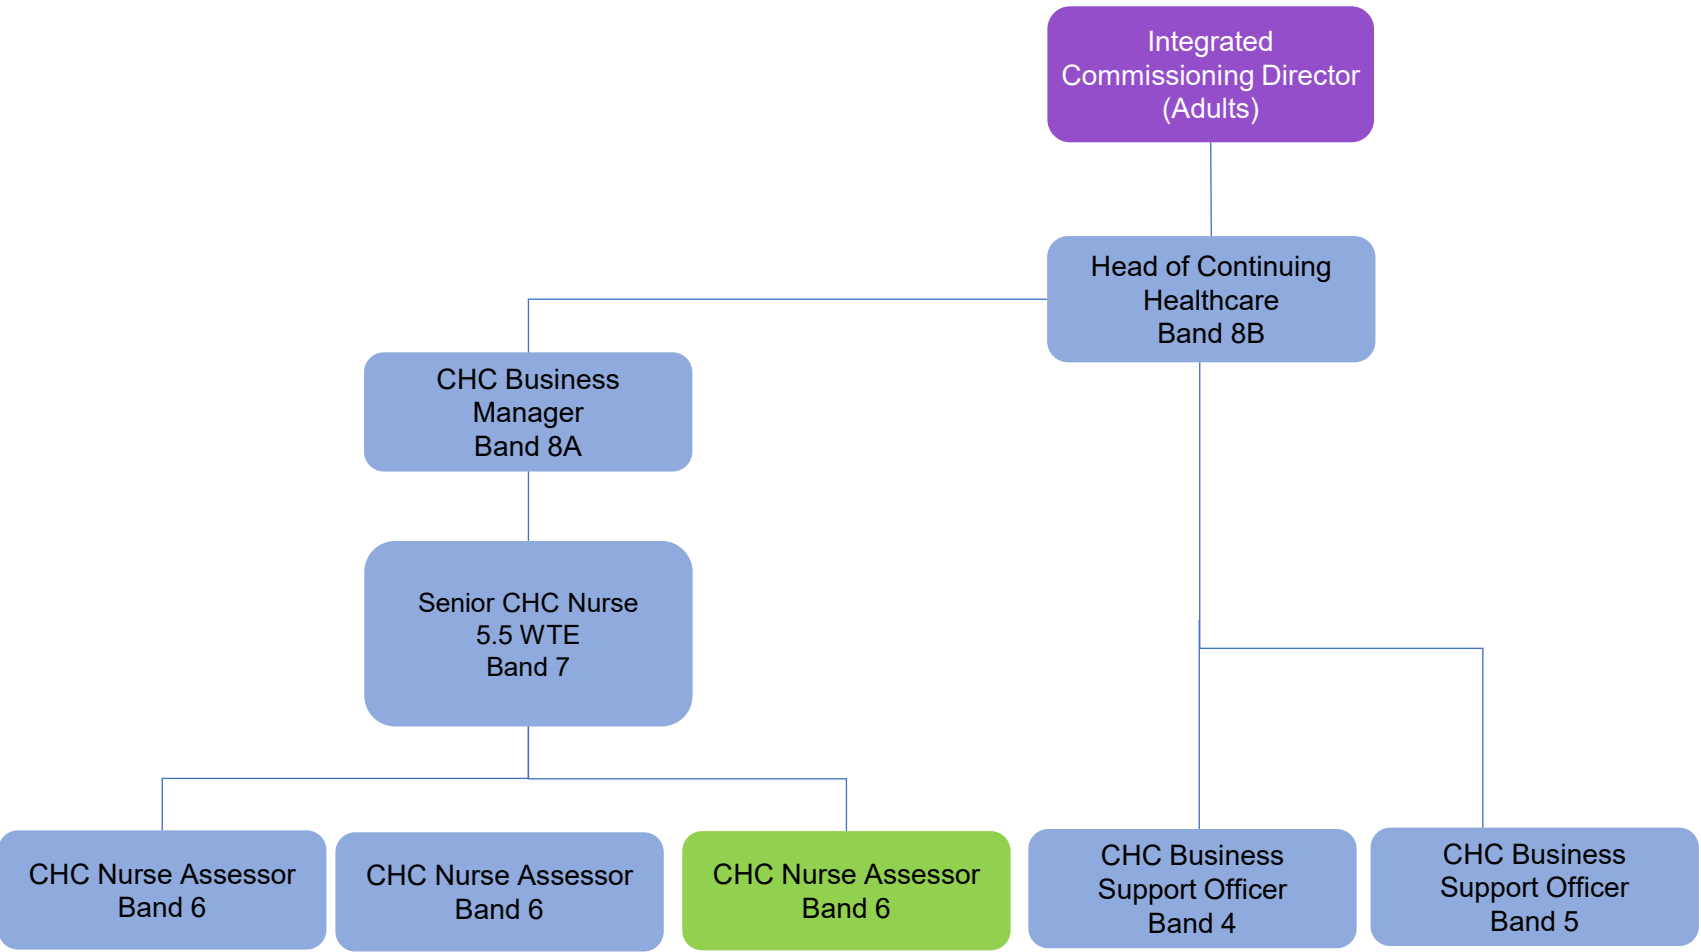 Integrated
Commissioning Director
(Adults)
Head of Continuing
Healthcare
Band 8B
CHC Business
Manager
Band 8A
Senior CHC Nurse
5.5 WTE
Band 7
CHC Nurse Assessor
Band 6
CHC Nurse Assessor
Band 6
CHC Nurse Assessor
Band 6
CHC Business
Support Officer
Band 4
CHC Business
Support Officer
Band 5